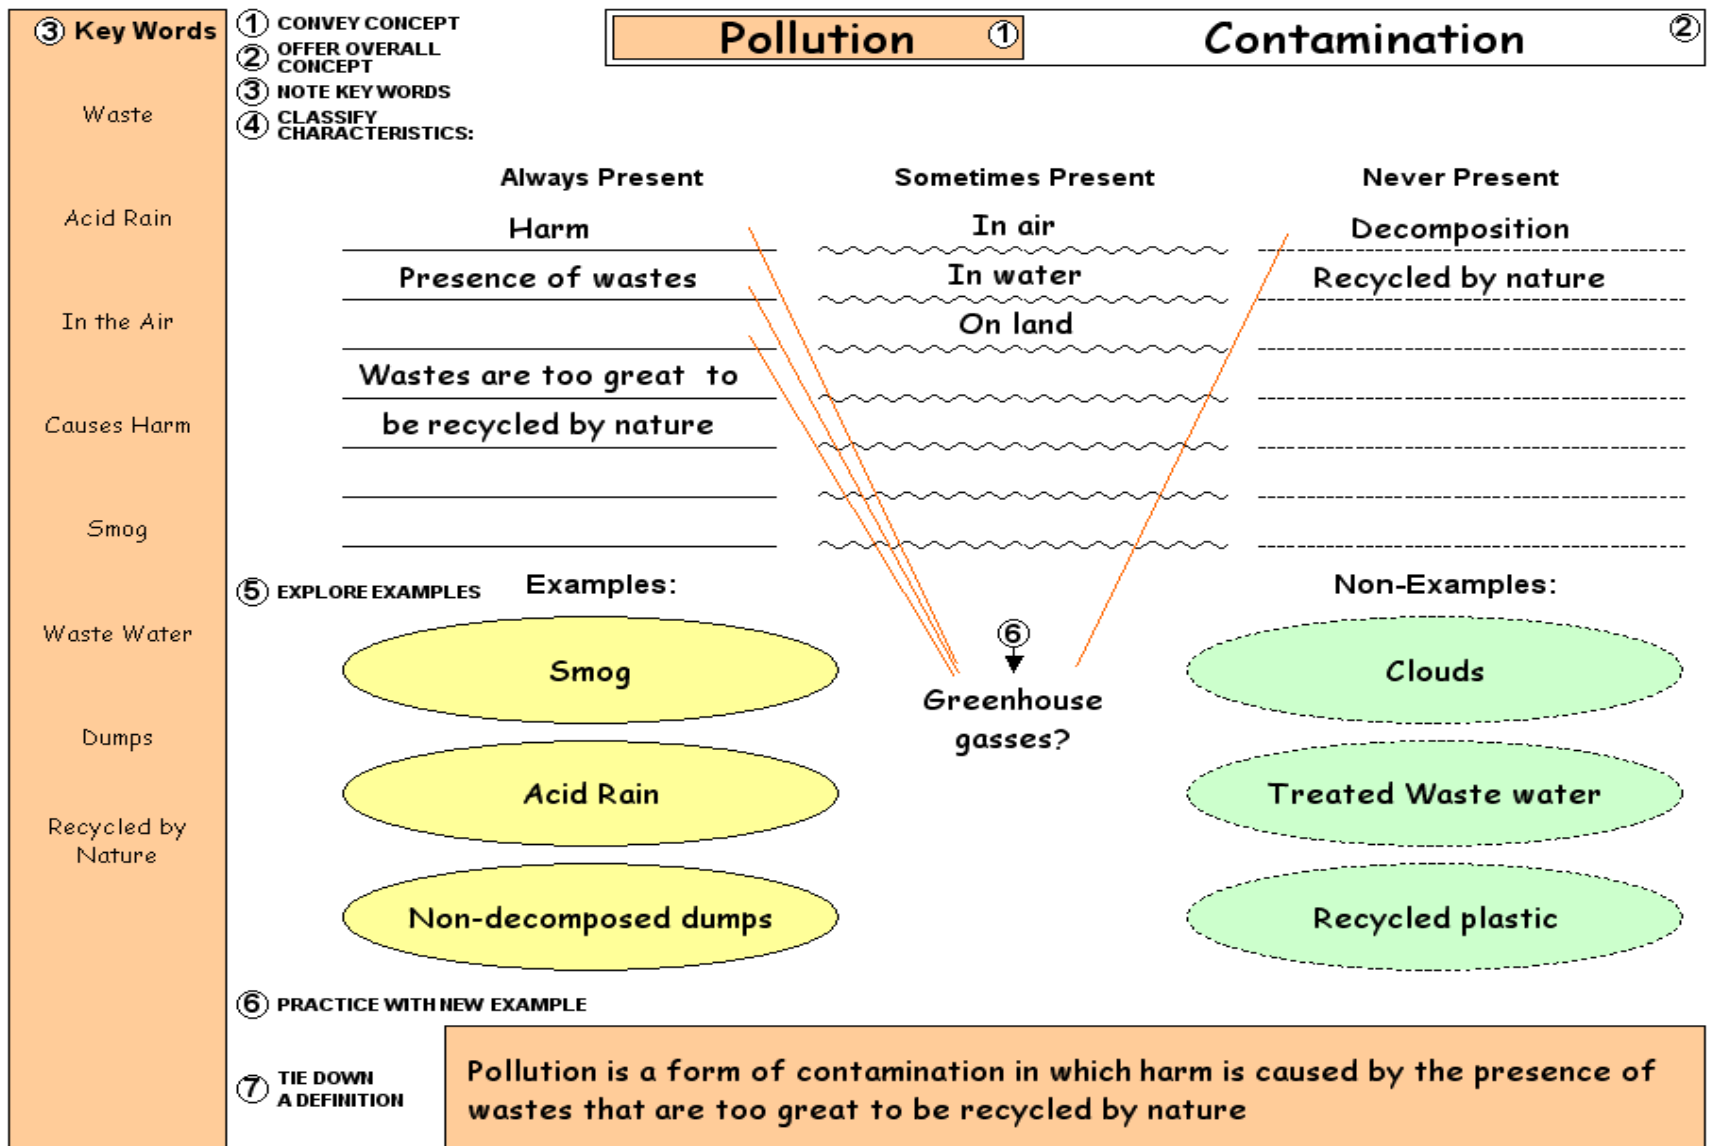 ③ Key Words
Waste
Acid Rain
In the Air
Causes Harm
Smog
Waste Water
Dumps
Recycled by
Nature
① CONVEY CONCEPT
② OFFER OVERALL
CONCEPT
③ NOTE KEY WORDS
④ CLASSIFY
CHARACTERISTICS:
Pollution ①
Contamination ②
Always Present
Harm
Presence of wastes
Wastes are too great to
be recycled by nature
Sometimes Present
In air
In water
On land
Never Present
Decomposition
Recycled by nature
⑤ EXPLORE EXAMPLES
Examples:
Smog
Acid Rain
Non-decomposed dumps
⑥
Greenhouse
gasses?
Non-Examples:
Clouds
Treated Waste water
Recycled plastic
⑥ PRACTICE WITH NEW EXAMPLE
⑦ TIE DOWN
A DEFINITION
Pollution is a form of contamination in which harm is caused by the presence of
wastes that are too great to be recycled by nature